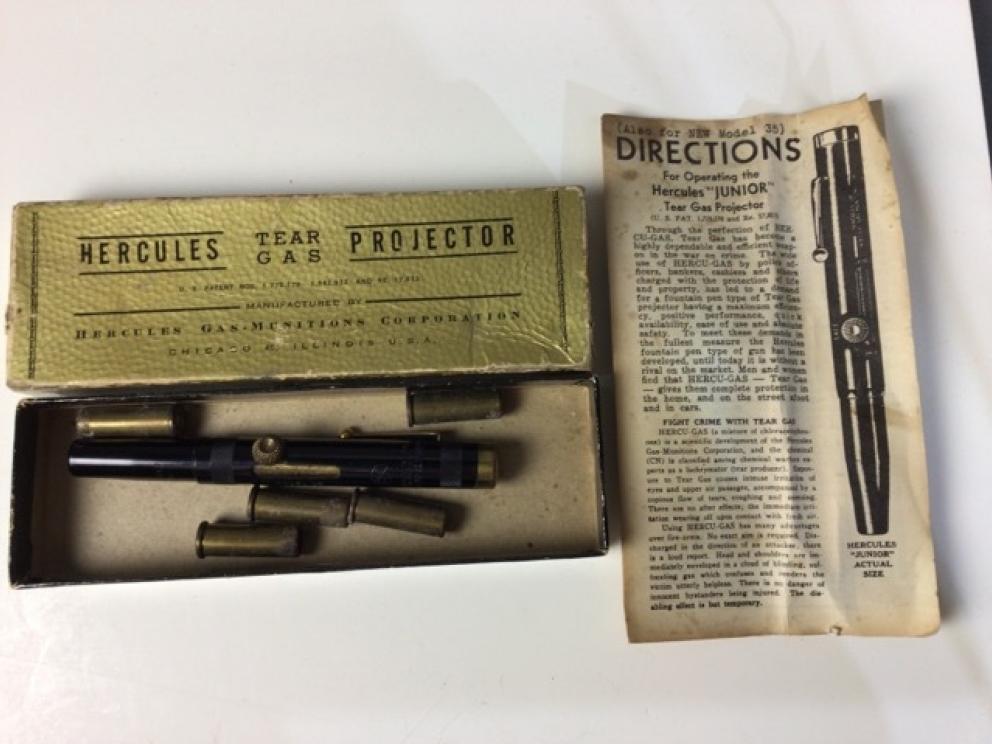 HERCULES TEAR GAS PROJECTOR
U. S. PATENT NOS.
MANUFACTURED BY
HERCULES GAS-MUNITIONS CORPORATION
CHICAGO ILLINOIS U.S.A.
(Also for NEW Model 35)
DIRECTIONS
For Operating the
Hercules "JUNIOR"
Tear Gas Projector
(U. S. PAT. and Re.
Through the perfection of HER-
CU-GAS, Tear Gas has become a
highly dependable and efficient weap-
on in the war on crime. The wide
use of HERCU-GAS by police of-
ficers, bankers, cashiers and others
charged with the protection of life
and property, has led to a demand
for a fountain pen type of Tear Gas
projector having a maximum efficien-
cy, positive performance, quick
availability, ease of use and absolute
safety. To meet these demands in
the fullest measure the Hercules
fountain pen type of gun has been
developed, until today it is without a
rival on the market. Men and women
find that HERCU-GAS — Tear Gas
— gives them complete protection in
the home, and on the street afoot
and in cars.
FIGHT CRIME WITH TEAR GAS
HERCU-GAS (a mixture of
is a scientific development of the Hercules
Gas-Munitions Corporation, and the chemical
(CN) is classified among chemical warfare ex-
perts as a lachrymator (tear producer). Expos-
ure to Tear Gas causes intense irritation of
eyes and upper air passages, accompanied by a
copious flow of tears, coughing and sneezing.
There are no after effects; the immediate irri-
tation wearing off upon contact with fresh air.
Using HERCU-GAS has many advantages
over fire-arms. No exact aim is required. Dis-
charged in the direction of an attacker, there
is a loud report. Head and shoulders are im-
mediately enveloped in a cloud of blinding, suf-
focating gas which confuses and renders the
victim utterly helpless. There is no danger of
innocent bystanders being injured. The dis-
abling effect is but temporary.
HERCULES
"JUNIOR"
ACTUAL
SIZE